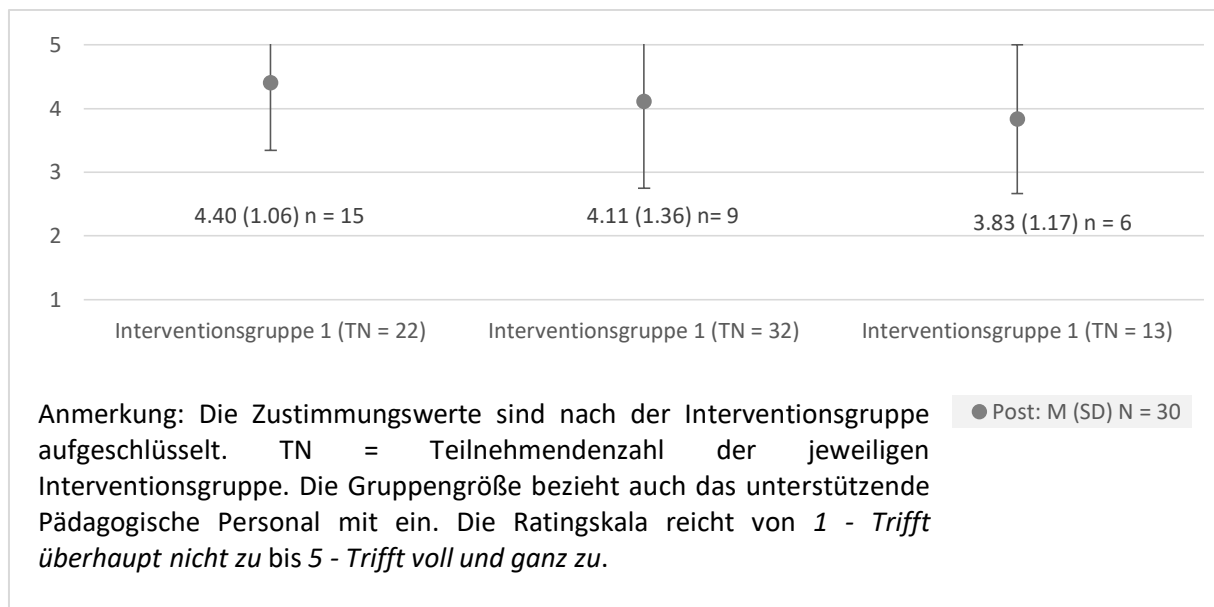 5
4
3
2
1
4.40 (1.06) n = 15
4.11 (1.36) n= 9
3.83 (1.17) n = 6
Interventionsgruppe 1 (TN = 22)
Interventionsgruppe 1 (TN = 32)
Interventionsgruppe 1 (TN = 13)
Anmerkung: Die Zustimmungswerte sind nach der Interventionsgruppe
aufgeschlüsselt. TN = Teilnehmendenzahl der jeweiligen
Interventionsgruppe. Die Gruppengröße bezieht auch das unterstützende
Pädagogische Personal mit ein. Die Ratingskala reicht von 1 - Trifft
überhaupt nicht zu bis 5 - Trifft voll und ganz zu.
Post: M (SD) N = 30